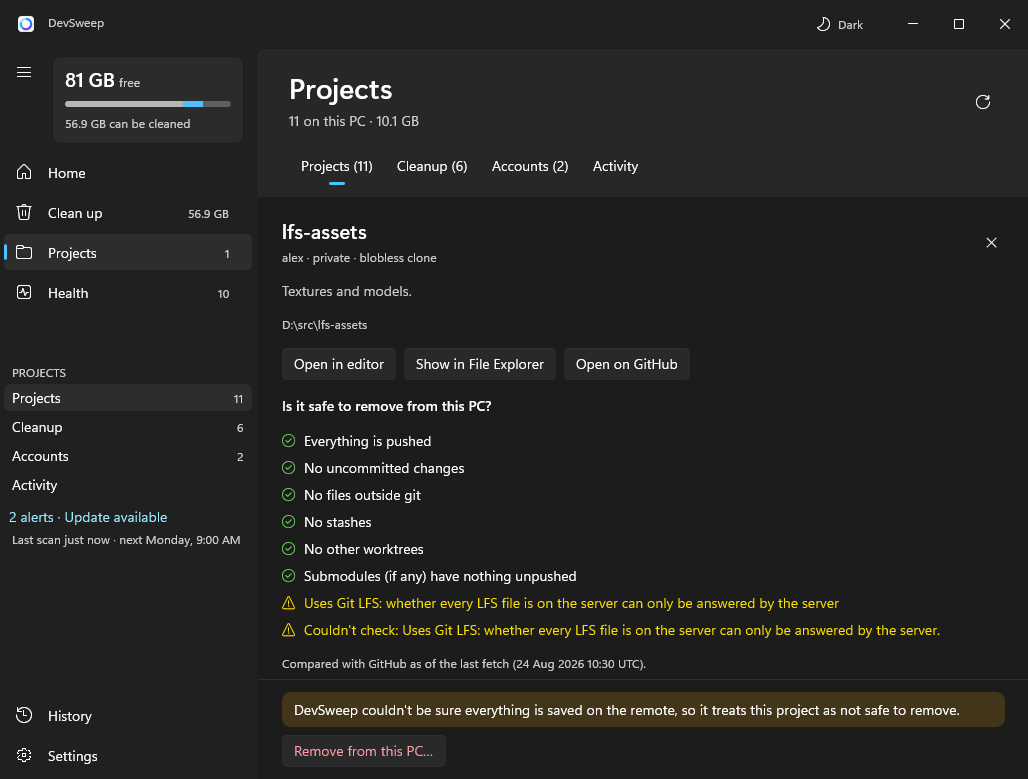 DevSweep
Dark
81 GB free
56.9 GB can be cleaned
Home
Clean up 56.9 GB
Projects 1
Health 10
PROJECTS
Projects 11
Cleanup 6
Accounts 2
Activity
2 alerts · Update available
Last scan just now · next Monday, 9:00 AM
History
Settings
Projects
11 on this PC · 10.1 GB
Projects (11) Cleanup (6) Accounts (2) Activity
lfs-assets
alex · private · blobless clone
Textures and models.
D:\src\lfs-assets
Open in editor Show in File Explorer Open on GitHub
Is it safe to remove from this PC?
Everything is pushed
No uncommitted changes
No files outside git
No stashes
No other worktrees
Submodules (if any) have nothing unpushed
Uses Git LFS: whether every LFS file is on the server can only be answered by the server
Couldn't check: Uses Git LFS: whether every LFS file is on the server can only be answered by the server.
Compared with GitHub as of the last fetch (24 Aug 2026 10:30 UTC).
DevSweep couldn't be sure everything is saved on the remote, so it treats this project as not safe to remove.
Remove from this PC...